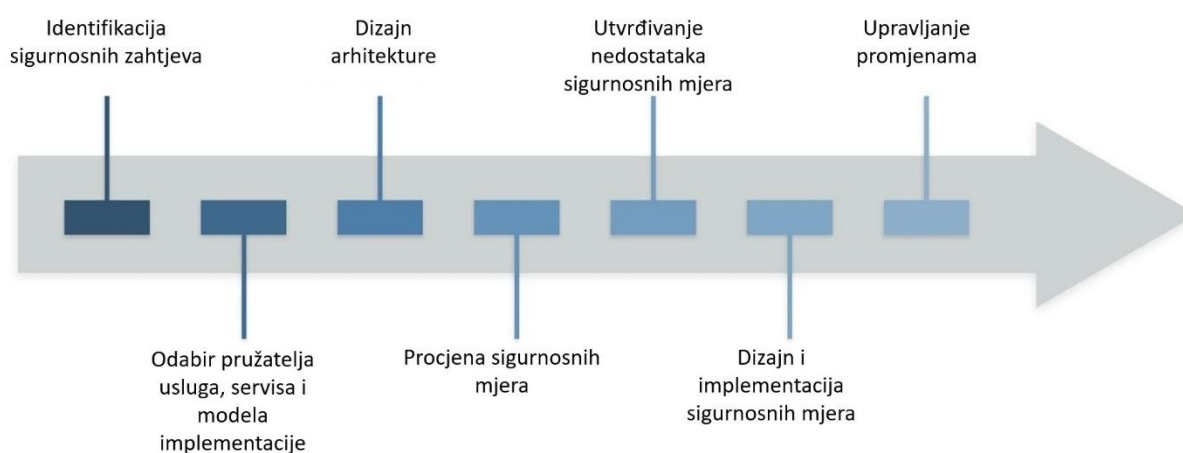 Identifikacija
sigurnosnih zahtjeva
Odabir pružatelja
usluga, servisa i
modela
implementacije
Dizajn
arhitekture
Procjena sigurnosnih
mjera
Utvrđivanje
nedostataka
sigurnosnih mjera
Dizajn i
implementacija
sigurnosnih mjera
Upravljanje
promjenama